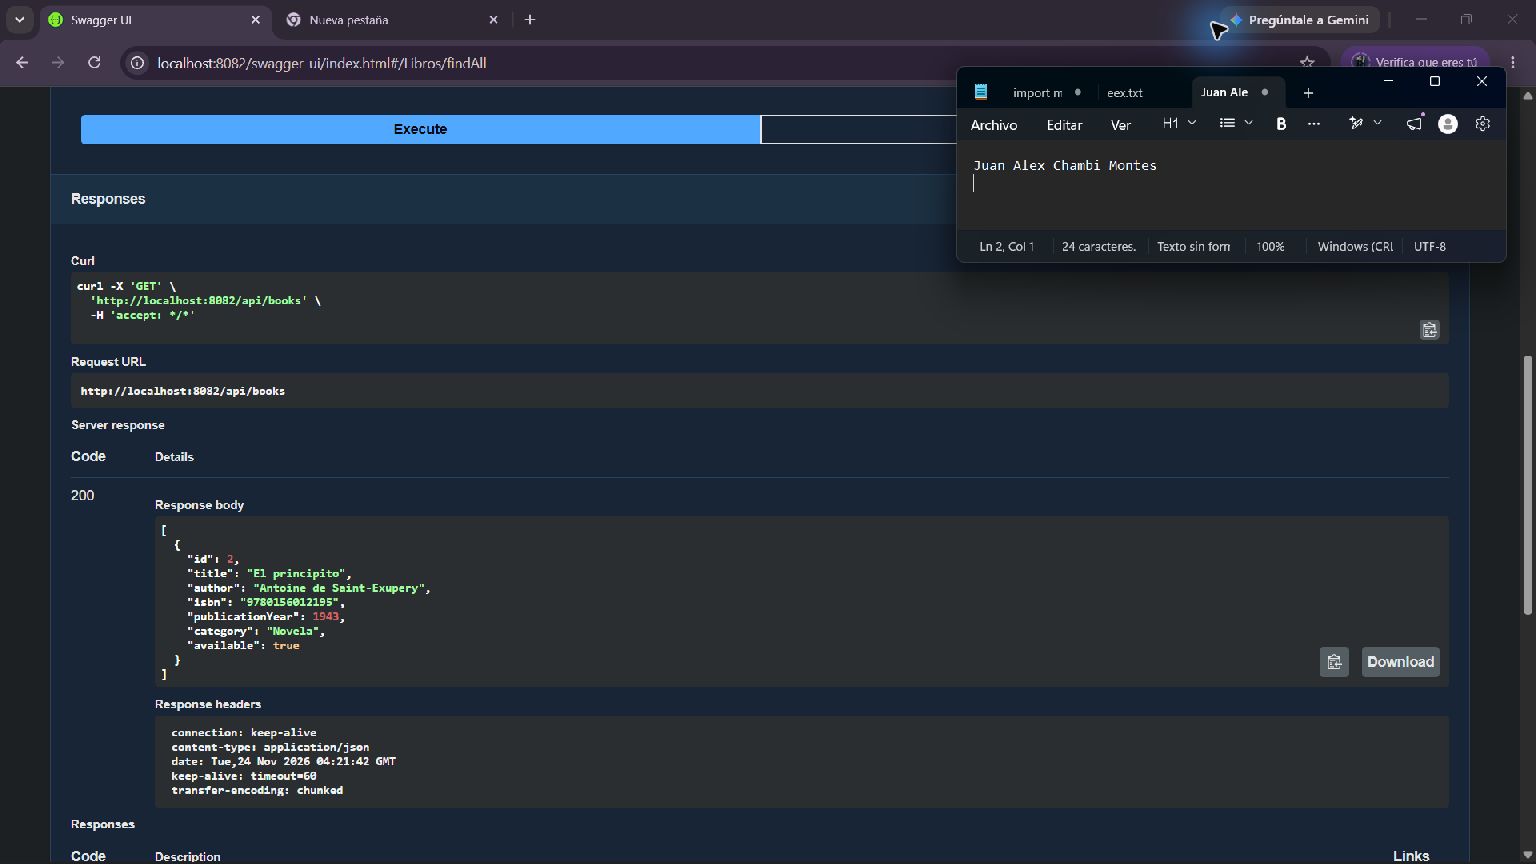 Swagger UI
Nueva pestaña
Pregúntale a Gemini
localhost:8082/swagger-ui/index.html#/Libros/findAll
Verifica que eres tú
import m
eex.txt
Juan Ale
Archivo Editar Ver H1 B
Juan Alex Chambi Montes
Ln 2, Col 1 24 caracteres. Texto sin form 100% Windows (CRL UTF-8
Execute
Responses
Curl
curl -X 'GET' \
'http://localhost:8082/api/books' \
-H 'accept: */*'
Request URL
http://localhost:8082/api/books
Server response
Code Details
200
Response body
[
{
"id": 2,
"title": "El principito",
"author": "Antoine de Saint-Exupery",
"isbn": "9780156012195",
"publicationYear": 1943,
"category": "Novela",
"available": true
}
]
Download
Response headers
connection: keep-alive
content-type: application/json
date: Tue,24 Nov 2026 04:21:42 GMT
keep-alive: timeout=60
transfer-encoding: chunked
Responses
Code Description Links